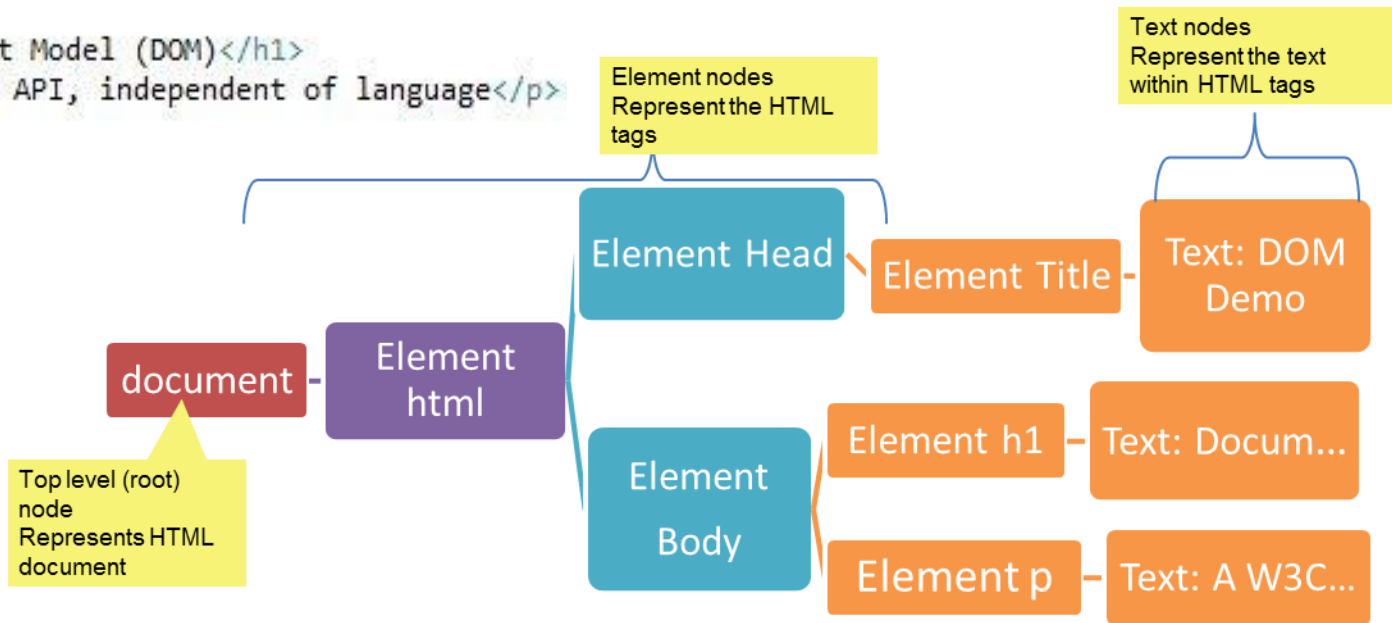 t Model (DOM)</h1>
API, independent of language</p>
Element nodes
Represent the HTML
tags
Text nodes
Represent the text
within HTML tags
Element Head
Element Title
Text: DOM
Demo
document
Element
html
Top level (root)
node
Represents HTML
document
Element
Body
Element h1
Text: Docum...
Element p
Text: A W3C...